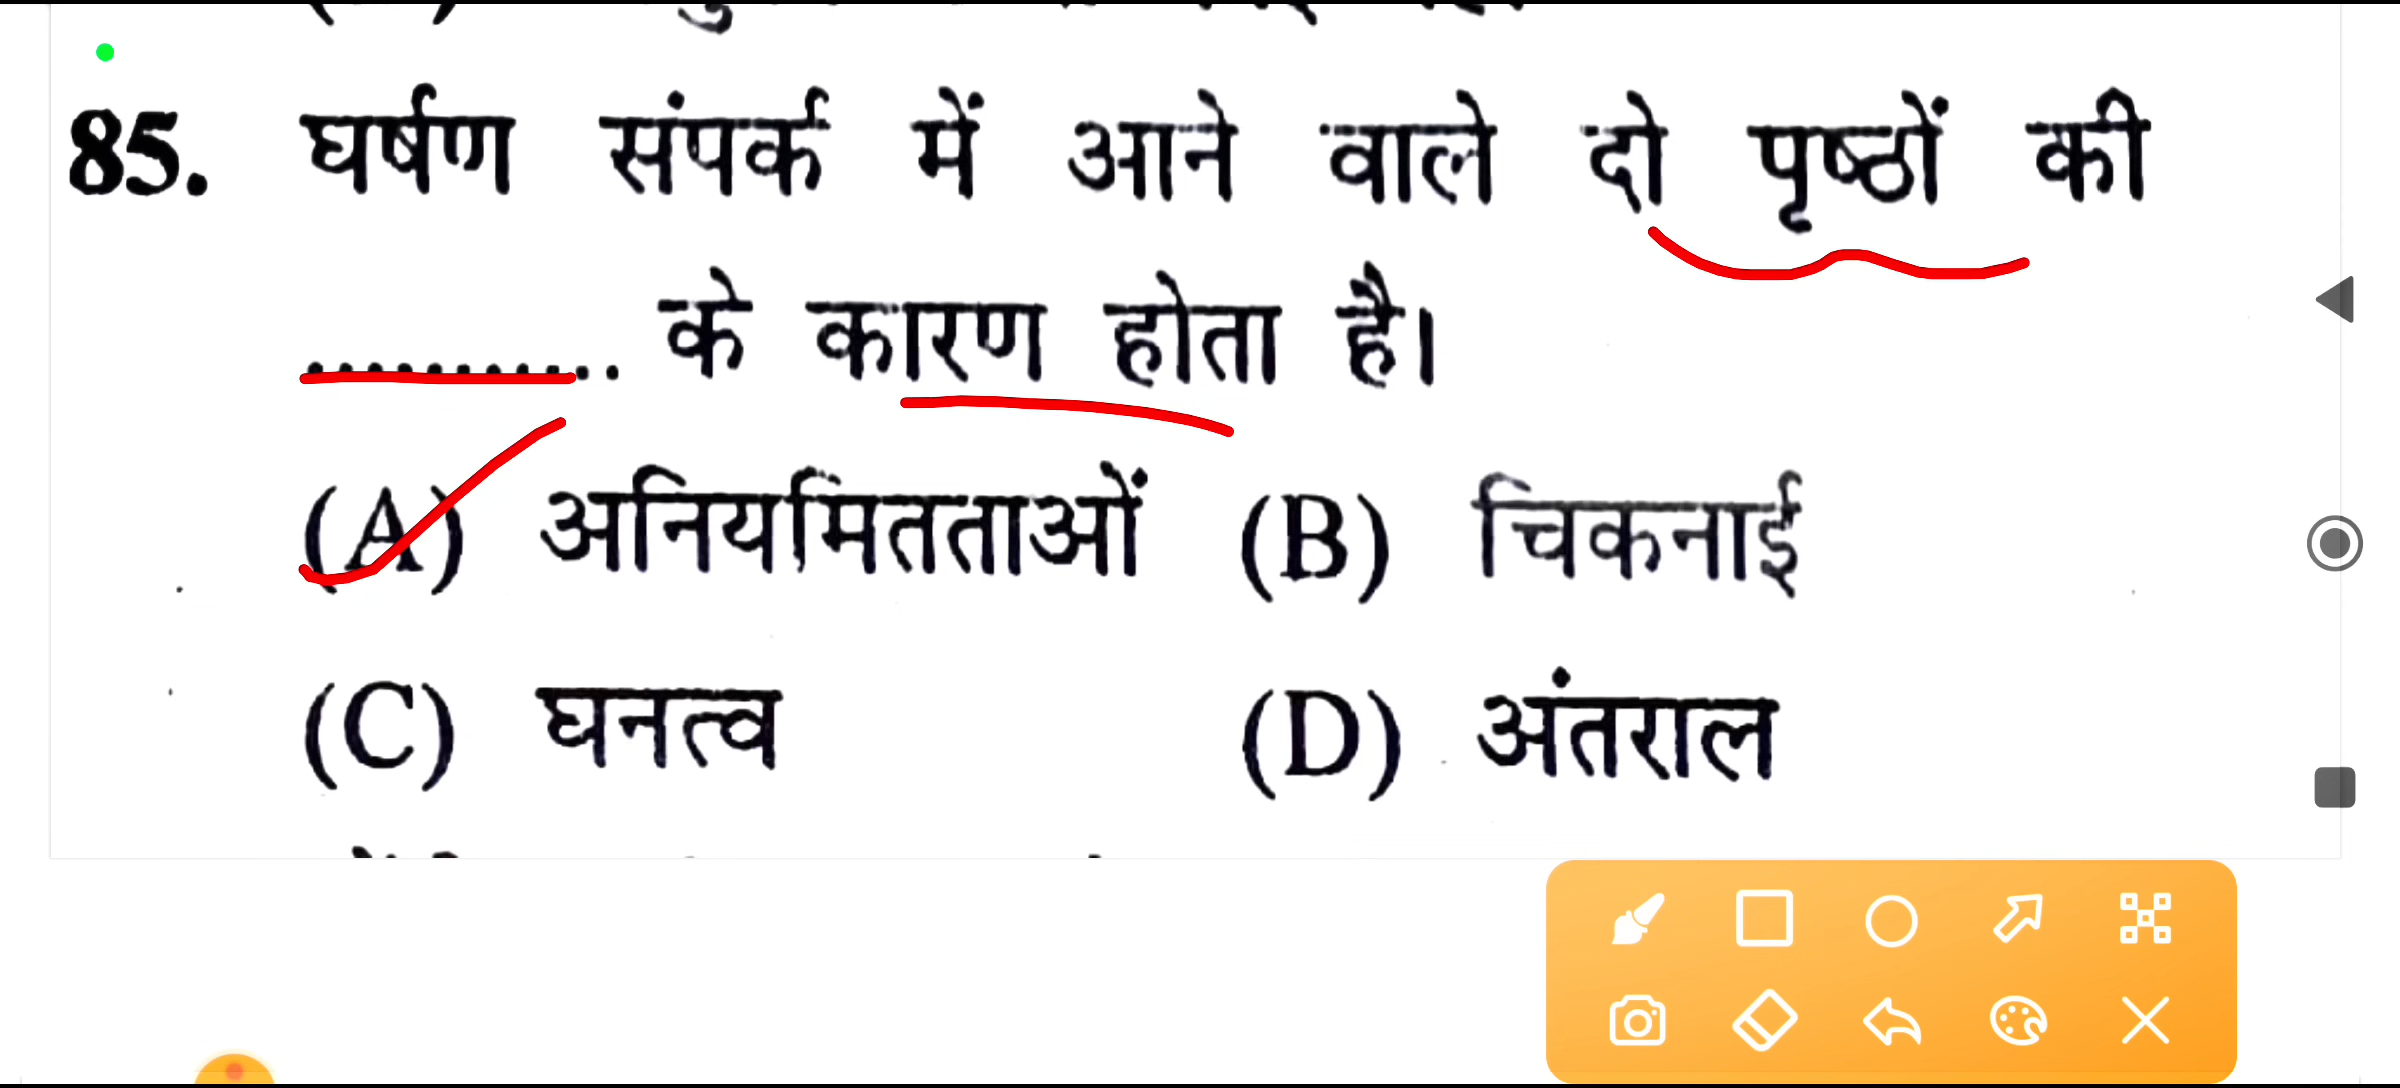 85. घर्षण संपर्क में आने वाले दो पृष्ठों की
............ के कारण होता है।
(A) अनियमितताओं (B) चिकनाई
(C) घनत्व (D) अंतराल